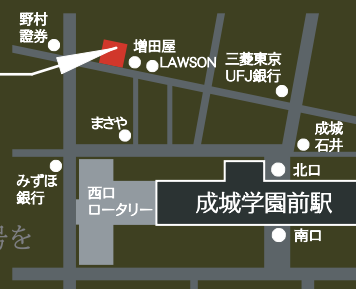 野村
證券
増田屋
LAWSON
三菱東京
UFJ銀行
まさや
成城
石井
みずほ
銀行
西口
ロータリー
北口
成城学園前駅
南口
号を